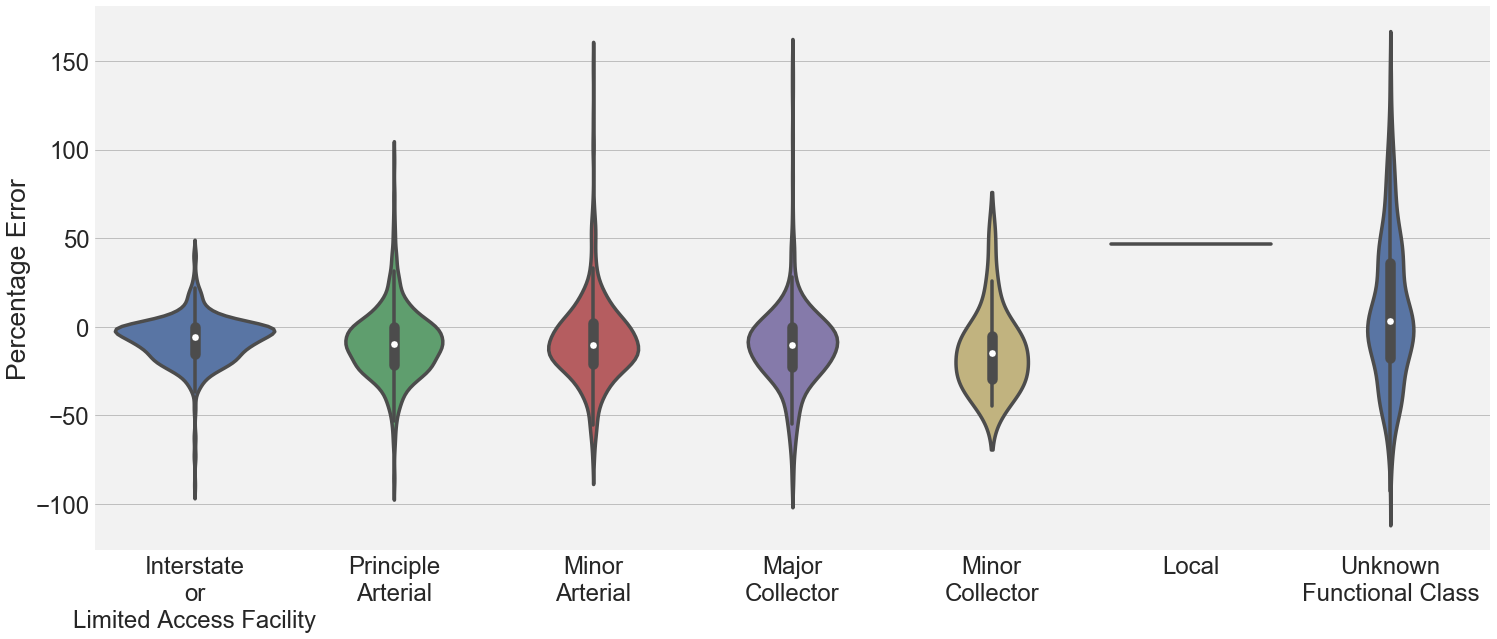 Percentage Error
150
100
50
0
−50
−100
Interstate
or
Limited Access Facility
Principle
Arterial
Minor
Arterial
Major
Collector
Minor
Collector
Local
Unknown
Functional Class